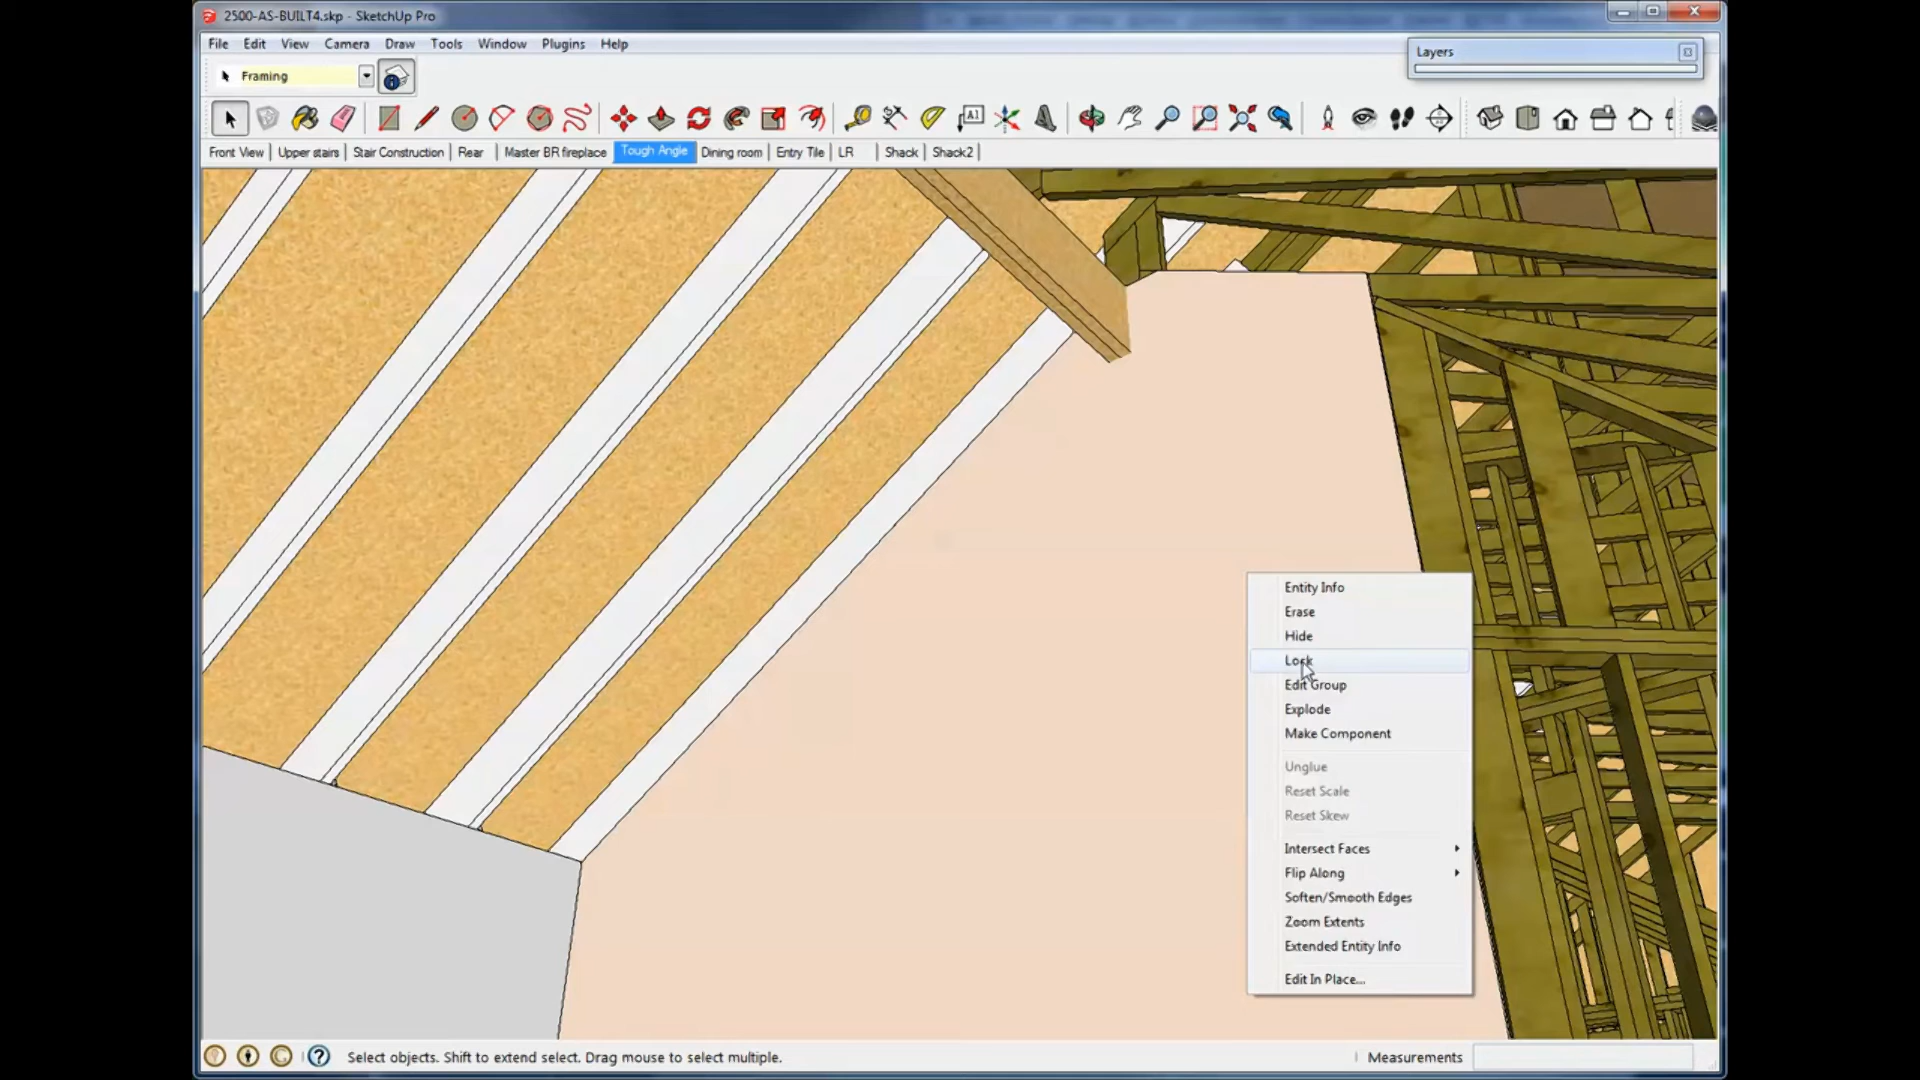 2500-AS-BUILT4.skp - SketchUp Pro
File Edit View Camera Draw Tools Window Plugins Help
Layers
Framing
A1
Front View Upper stairs Stair Construction Rear Master BR fireplace Tough Angle Dining room Entry Tile LR Shack Shack2
Entity Info
Erase
Hide
Lock
Edit Group
Explode
Make Component
Unglue
Reset Scale
Reset Skew
Intersect Faces
Flip Along
Soften/Smooth Edges
Zoom Extents
Extended Entity Info
Edit In Place...
Select objects. Shift to extend select. Drag mouse to select multiple.
Measurements